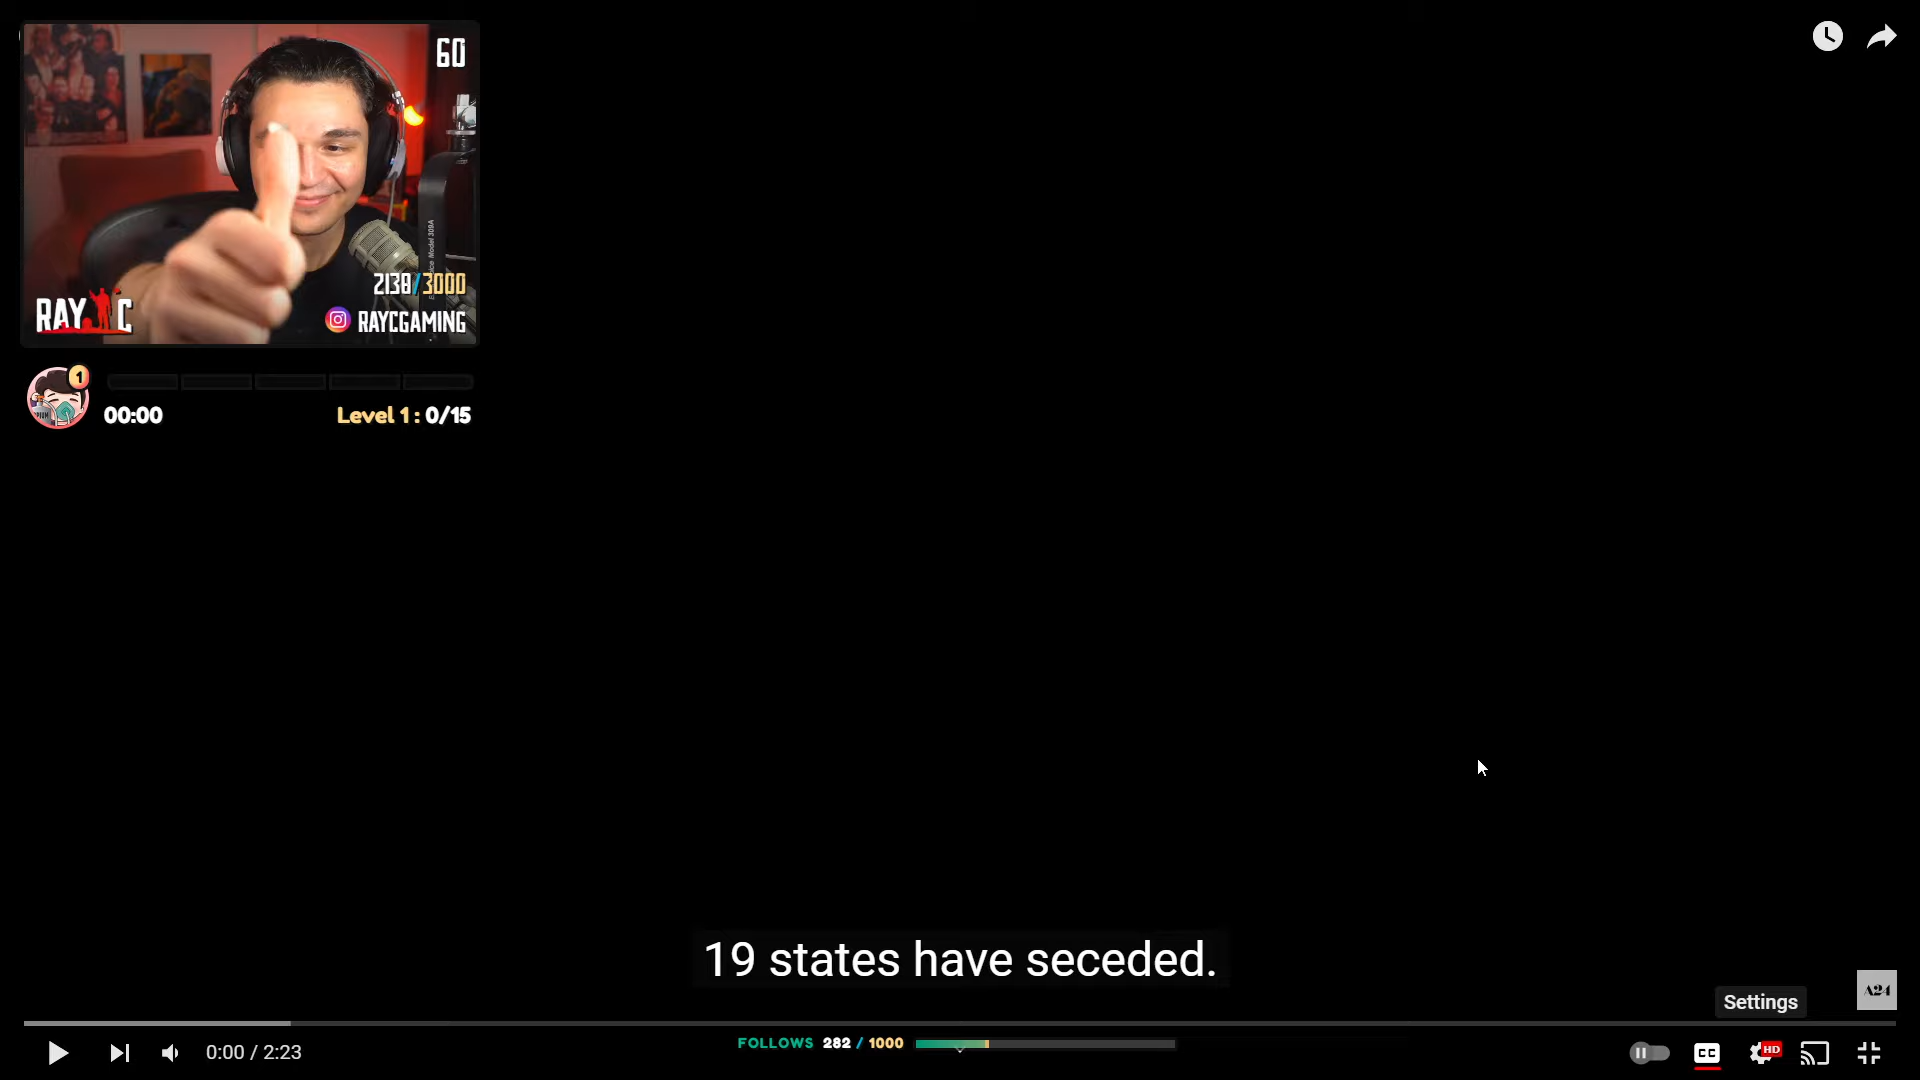 60
2138/3000
RAY C
RAYCGAMING
1
00:00
Level 1 : 0/15
19 states have seceded.
A24
Settings
0:00 / 2:23
FOLLOWS 282 / 1000
CC
HD